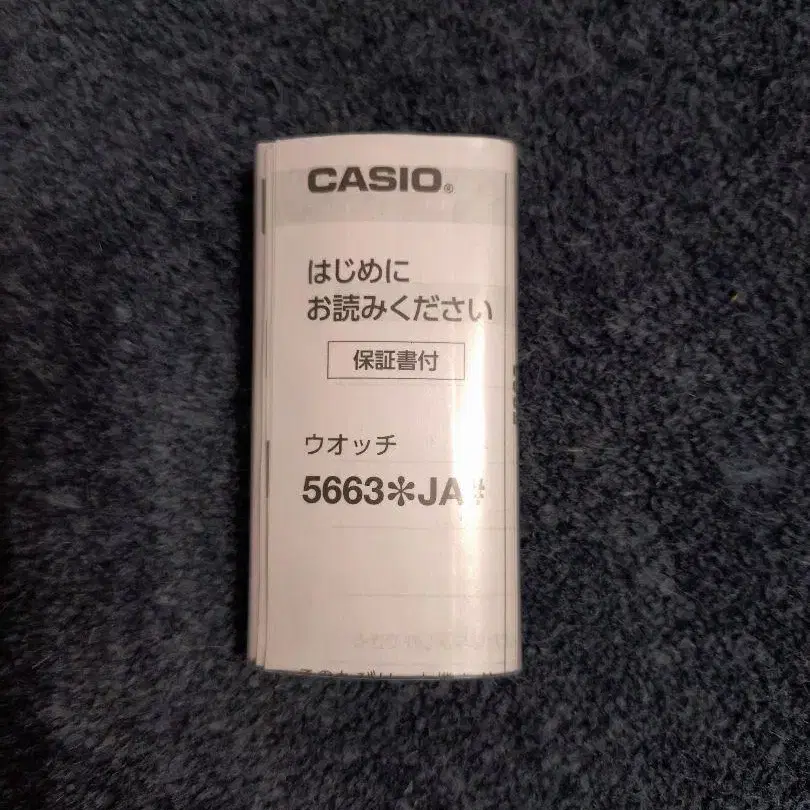 CASIO®
はじめに
お読みください
保証書付
ウオッチ
5663✻JA#